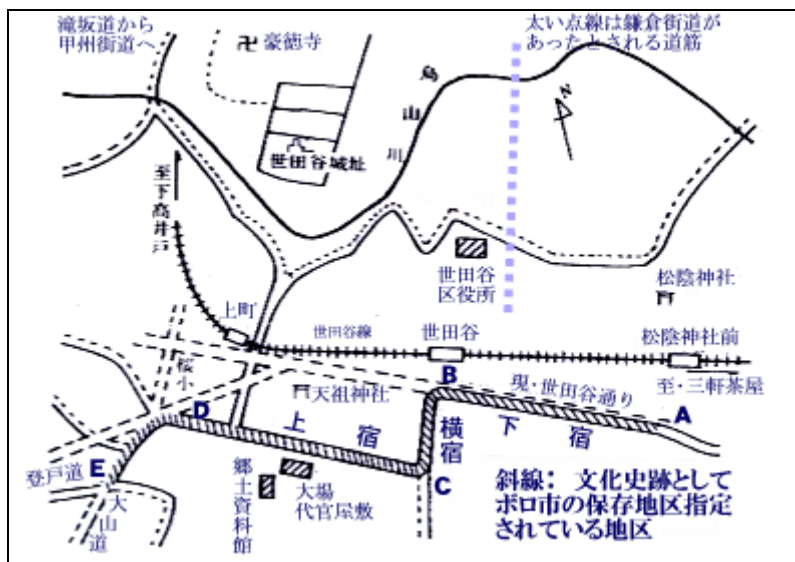 滝坂道から
甲州街道へ
卍 豪徳寺
太い点線は鎌倉街道が
あったとされる道筋
烏山川
N
世田谷城址
至下高井戸
世田谷
区役所
松陰神社
上町
世田谷線
世田谷
松陰神社前
至・三軒茶屋
桜小
B
現・世田谷通り
A
天祖神社
D
上宿
横宿
下宿
E
登戸道
大山道
郷土資料館
大場
代官屋敷
C
斜線: 文化史跡として
ボロ市の保存地区指定
されている地区